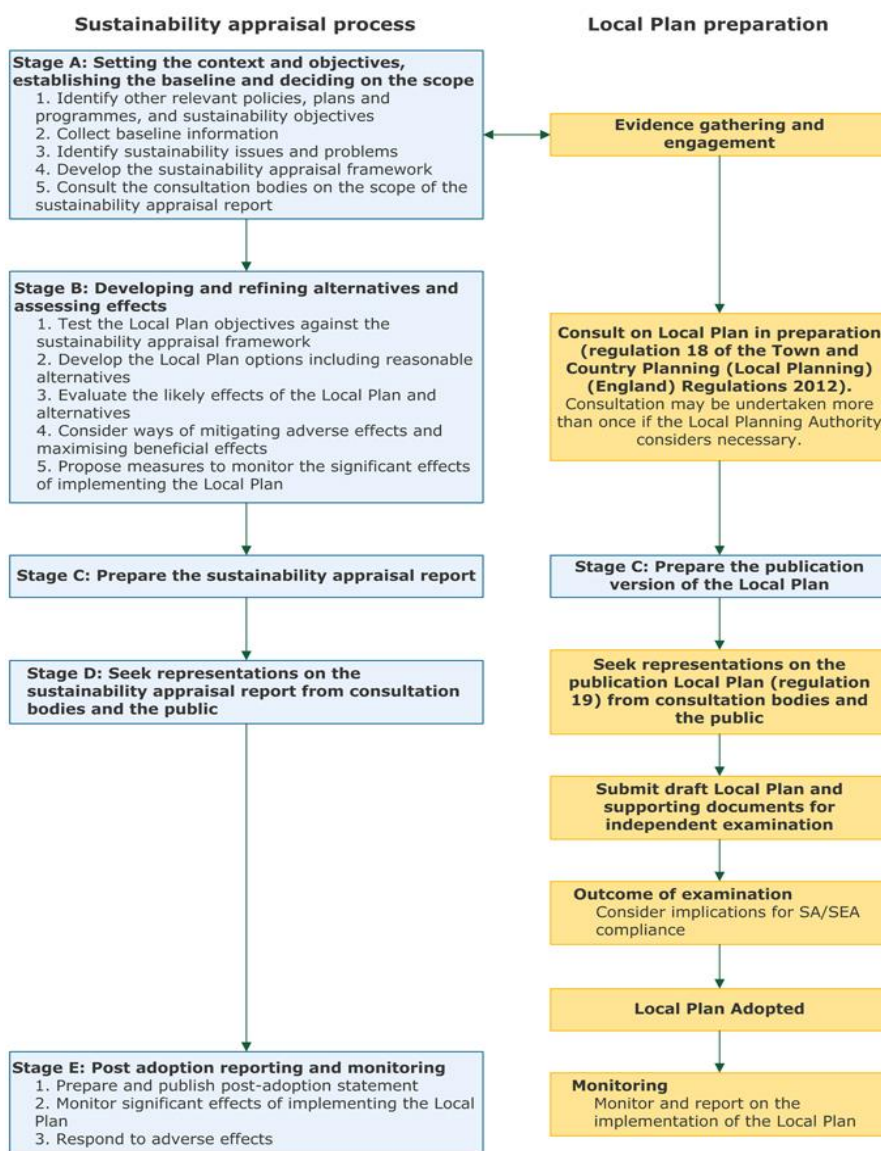 Sustainability appraisal process
Local Plan preparation
Stage A: Setting the context and objectives,
establishing the baseline and deciding on the scope
1. Identify other relevant policies, plans and
programmes, and sustainability objectives
2. Collect baseline information
3. Identify sustainability issues and problems
4. Develop the sustainability appraisal framework
5. Consult the consultation bodies on the scope of the
sustainability appraisal report
Evidence gathering and
engagement
Stage B: Developing and refining alternatives and
assessing effects
1. Test the Local Plan objectives against the
sustainability appraisal framework
2. Develop the Local Plan options including reasonable
alternatives
3. Evaluate the likely effects of the Local Plan and
alternatives
4. Consider ways of mitigating adverse effects and
maximising beneficial effects
5. Propose measures to monitor the significant effects
of implementing the Local Plan
Consult on Local Plan in preparation
(regulation 18 of the Town and
Country Planning (Local Planning)
(England) Regulations 2012).
Consultation may be undertaken more
than once if the Local Planning Authority
considers necessary.
Stage C: Prepare the sustainability appraisal report
Stage C: Prepare the publication
version of the Local Plan
Stage D: Seek representations on the
sustainability appraisal report from consultation
bodies and the public
Seek representations on the
publication Local Plan (regulation
19) from consultation bodies and
the public
Submit draft Local Plan and
supporting documents for
independent examination
Outcome of examination
Consider implications for SA/SEA
compliance
Local Plan Adopted
Stage E: Post adoption reporting and monitoring
1. Prepare and publish post-adoption statement
2. Monitor significant effects of implementing the Local
Plan
3. Respond to adverse effects
Monitoring
Monitor and report on the
implementation of the Local Plan